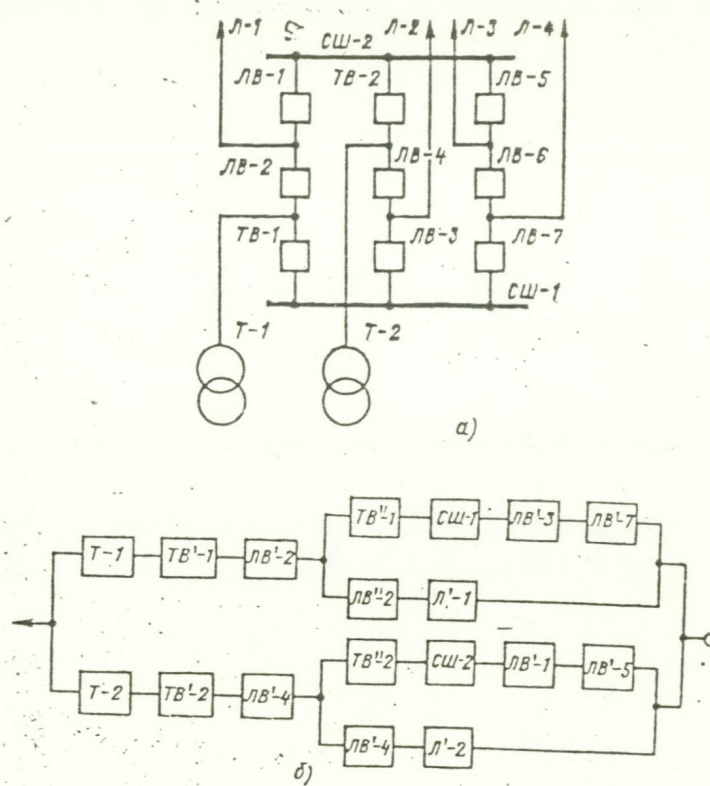 Л-1 Л-2 Л-3 Л-4
СШ-2
ЛВ-1 ТВ-2 ЛВ-5
ЛВ-2 ЛВ-4 ЛВ-6
ТВ-1 ЛВ-3 ЛВ-7
СШ-1
Т-1 Т-2
а)
ТВ"-1 СШ-1 ЛВ'-3 ЛВ'-7
Т-1 ТВ'-1 ЛВ'-2
ЛВ"-2 Л'-1
ТВ"-2 СШ-2 ЛВ'-1 ЛВ'-5
Т-2 ТВ'-2 ЛВ'-4
ЛВ'-4 Л'-2
б)